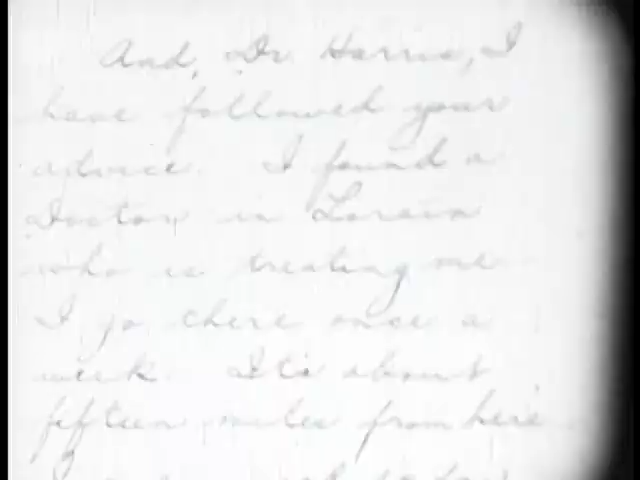 And, Dr. Harris, I
have followed your
advice. I found a
Doctor in Lorain
who is treating me
I go there once a
week. It's about
fifteen miles from here
I